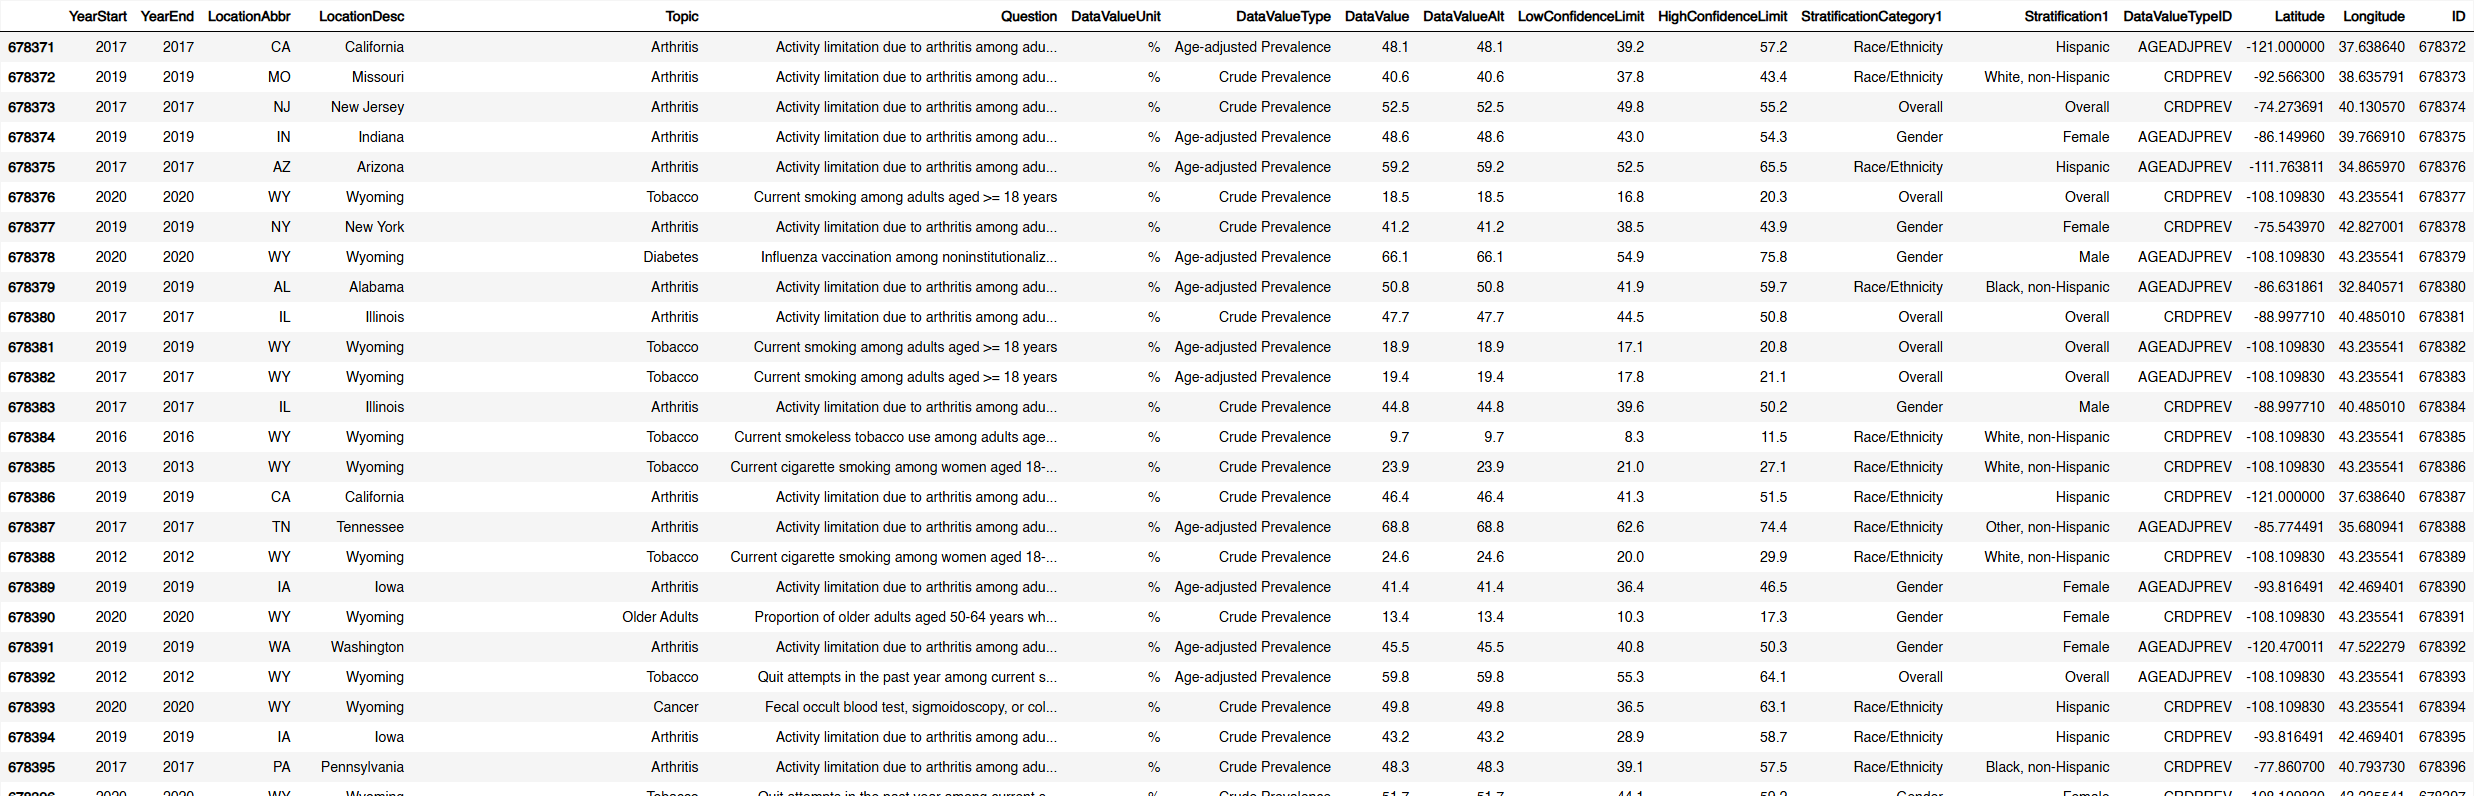 YearStart YearEnd LocationAbbr LocationDesc Topic Question DataValueUnit DataValueType DataValue DataValueAlt LowConfidenceLimit HighConfidenceLimit StratificationCategory1 Stratification1 DataValueTypeID Latitude Longitude ID
678371 2017 2017 CA California Arthritis Activity limitation due to arthritis among adu... % Age-adjusted Prevalence 48.1 48.1 39.2 57.2 Race/Ethnicity Hispanic AGEADJPREV -121.000000 37.638640 678372
678372 2019 2019 MO Missouri Arthritis Activity limitation due to arthritis among adu... % Crude Prevalence 40.6 40.6 37.8 43.4 Race/Ethnicity White, non-Hispanic CRDPREV -92.566300 38.635791 678373
678373 2017 2017 NJ New Jersey Arthritis Activity limitation due to arthritis among adu... % Crude Prevalence 52.5 52.5 49.8 55.2 Overall Overall CRDPREV -74.273691 40.130570 678374
678374 2019 2019 IN Indiana Arthritis Activity limitation due to arthritis among adu... % Age-adjusted Prevalence 48.6 48.6 43.0 54.3 Gender Female AGEADJPREV -86.149960 39.766910 678375
678375 2017 2017 AZ Arizona Arthritis Activity limitation due to arthritis among adu... % Age-adjusted Prevalence 59.2 59.2 52.5 65.5 Race/Ethnicity Hispanic AGEADJPREV -111.763811 34.865970 678376
678376 2020 2020 WY Wyoming Tobacco Current smoking among adults aged >= 18 years % Crude Prevalence 18.5 18.5 16.8 20.3 Overall Overall CRDPREV -108.109830 43.235541 678377
678377 2019 2019 NY New York Arthritis Activity limitation due to arthritis among adu... % Crude Prevalence 41.2 41.2 38.5 43.9 Gender Female CRDPREV -75.543970 42.827001 678378
678378 2020 2020 WY Wyoming Diabetes Influenza vaccination among noninstitutionaliz... % Age-adjusted Prevalence 66.1 66.1 54.9 75.8 Gender Male AGEADJPREV -108.109830 43.235541 678379
678379 2019 2019 AL Alabama Arthritis Activity limitation due to arthritis among adu... % Age-adjusted Prevalence 50.8 50.8 41.9 59.7 Race/Ethnicity Black, non-Hispanic AGEADJPREV -86.631861 32.840571 678380
678380 2017 2017 IL Illinois Arthritis Activity limitation due to arthritis among adu... % Crude Prevalence 47.7 47.7 44.5 50.8 Overall Overall CRDPREV -88.997710 40.485010 678381
678381 2019 2019 WY Wyoming Tobacco Current smoking among adults aged >= 18 years % Age-adjusted Prevalence 18.9 18.9 17.1 20.8 Overall Overall AGEADJPREV -108.109830 43.235541 678382
678382 2017 2017 WY Wyoming Tobacco Current smoking among adults aged >= 18 years % Age-adjusted Prevalence 19.4 19.4 17.8 21.1 Overall Overall AGEADJPREV -108.109830 43.235541 678383
678383 2017 2017 IL Illinois Arthritis Activity limitation due to arthritis among adu... % Crude Prevalence 44.8 44.8 39.6 50.2 Gender Male CRDPREV -88.997710 40.485010 678384
678384 2016 2016 WY Wyoming Tobacco Current smokeless tobacco use among adults age... % Crude Prevalence 9.7 9.7 8.3 11.5 Race/Ethnicity White, non-Hispanic CRDPREV -108.109830 43.235541 678385
678385 2013 2013 WY Wyoming Tobacco Current cigarette smoking among women aged 18-... % Crude Prevalence 23.9 23.9 21.0 27.1 Race/Ethnicity White, non-Hispanic CRDPREV -108.109830 43.235541 678386
678386 2019 2019 CA California Arthritis Activity limitation due to arthritis among adu... % Crude Prevalence 46.4 46.4 41.3 51.5 Race/Ethnicity Hispanic CRDPREV -121.000000 37.638640 678387
678387 2017 2017 TN Tennessee Arthritis Activity limitation due to arthritis among adu... % Age-adjusted Prevalence 68.8 68.8 62.6 74.4 Race/Ethnicity Other, non-Hispanic AGEADJPREV -85.774491 35.680941 678388
678388 2012 2012 WY Wyoming Tobacco Current cigarette smoking among women aged 18-... % Crude Prevalence 24.6 24.6 20.0 29.9 Race/Ethnicity White, non-Hispanic CRDPREV -108.109830 43.235541 678389
678389 2019 2019 IA Iowa Arthritis Activity limitation due to arthritis among adu... % Age-adjusted Prevalence 41.4 41.4 36.4 46.5 Gender Female AGEADJPREV -93.816491 42.469401 678390
678390 2020 2020 WY Wyoming Older Adults Proportion of older adults aged 50-64 years wh... % Crude Prevalence 13.4 13.4 10.3 17.3 Gender Female CRDPREV -108.109830 43.235541 678391
678391 2019 2019 WA Washington Arthritis Activity limitation due to arthritis among adu... % Age-adjusted Prevalence 45.5 45.5 40.8 50.3 Gender Female AGEADJPREV -120.470011 47.522279 678392
678392 2012 2012 WY Wyoming Tobacco Quit attempts in the past year among current s... % Age-adjusted Prevalence 59.8 59.8 55.3 64.1 Overall Overall AGEADJPREV -108.109830 43.235541 678393
678393 2020 2020 WY Wyoming Cancer Fecal occult blood test, sigmoidoscopy, or col... % Crude Prevalence 49.8 49.8 36.5 63.1 Race/Ethnicity Hispanic CRDPREV -108.109830 43.235541 678394
678394 2019 2019 IA Iowa Arthritis Activity limitation due to arthritis among adu... % Crude Prevalence 43.2 43.2 28.9 58.7 Race/Ethnicity Hispanic CRDPREV -93.816491 42.469401 678395
678395 2017 2017 PA Pennsylvania Arthritis Activity limitation due to arthritis among adu... % Crude Prevalence 48.3 48.3 39.1 57.5 Race/Ethnicity Black, non-Hispanic CRDPREV -77.860700 40.793730 678396